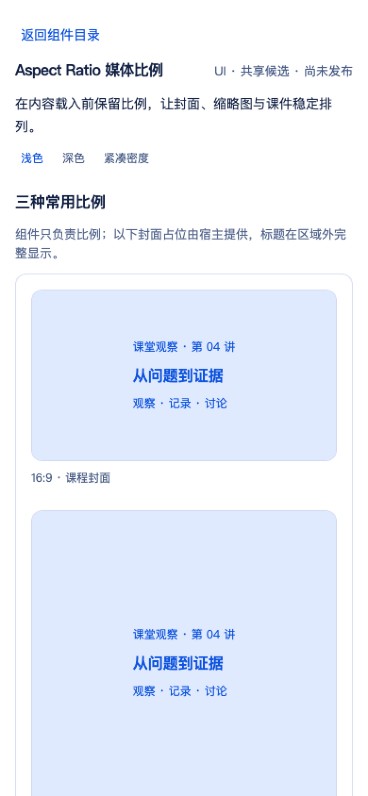 返回组件目录
Aspect Ratio 媒体比例
UI · 共享候选 · 尚未发布
在内容载入前保留比例，让封面、缩略图与课件稳定排
列。
浅色 深色 紧凑密度
三种常用比例
组件只负责比例；以下封面占位由宿主提供，标题在区域外完
整显示。
课堂观察 · 第 04 讲
从问题到证据
观察 · 记录 · 讨论
16:9 · 课程封面
课堂观察 · 第 04 讲
从问题到证据
观察 · 记录 · 讨论